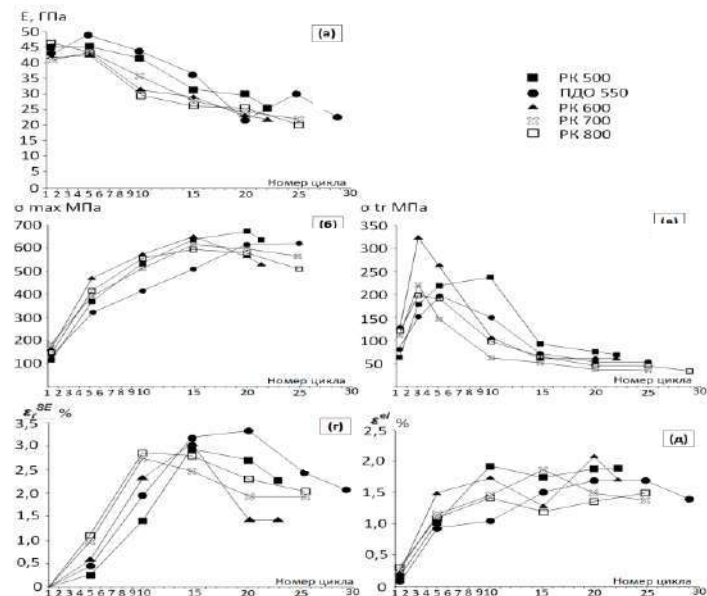 E, ГПа
(а)
50
45
40
35
30
25
20
15
10
5
0
Номер цикла
1 2 3 4 5 6 7 8 9 10 15 20 30
РК 500
ПДО 550
РК 600
РК 700
РК 800
σ max МПа
(б)
700
600
500
400
300
200
100
Номер цикла
1 2 3 4 5 6 7 8 9 10 15 20 25 30
σ tr МПа
(в)
350
300
250
200
150
100
50
Номер цикла
1 2 3 4 5 6 7 8 9 10 15 20 25 30
εr SE %
(г)
3,5
3,0
2,5
2,0
1,5
1,0
0,5
0
Номер цикла
1 2 3 4 5 6 7 8 9 10 15 20 25 30
ε el %
(д)
2,5
2,0
1,5
1,0
0,5
0
Номер цикла
1 2 3 4 5 6 7 8 9 10 15 20 25 30